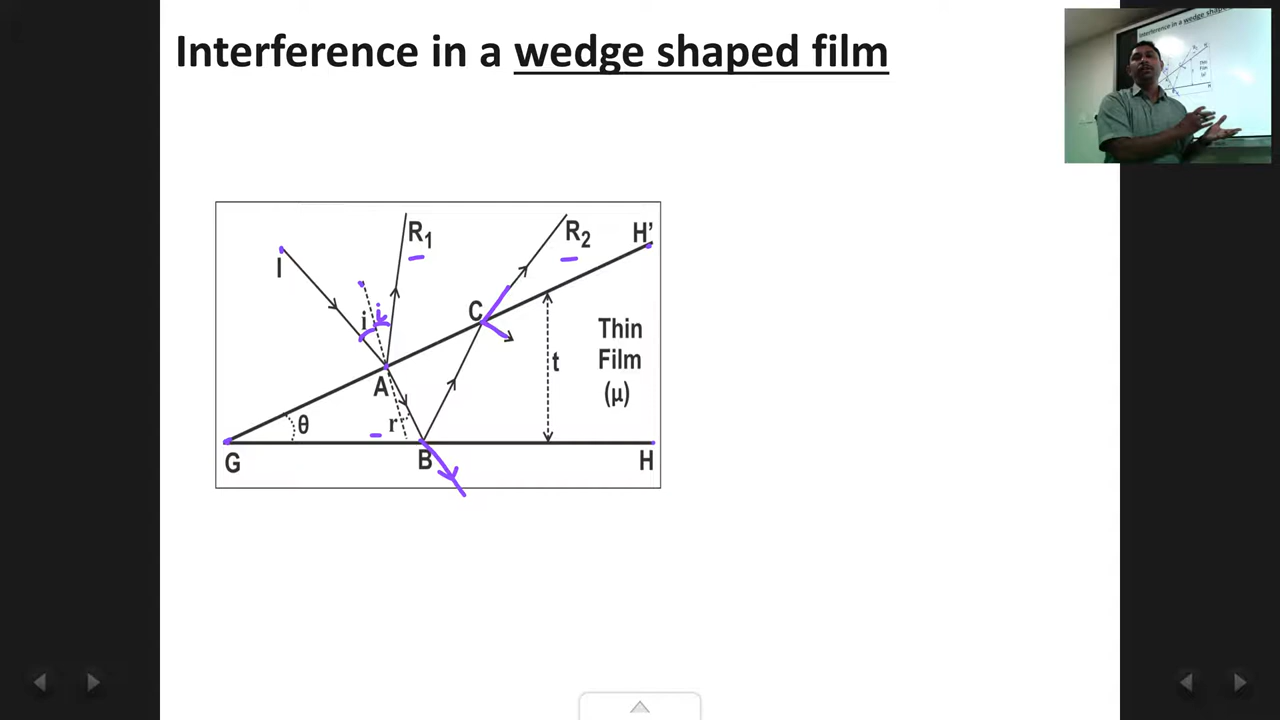 Interference in a wedge shaped film
R1
R2
H'
I
i
i
C
Thin
Film
(μ)
A
t
θ
r
G
B
H